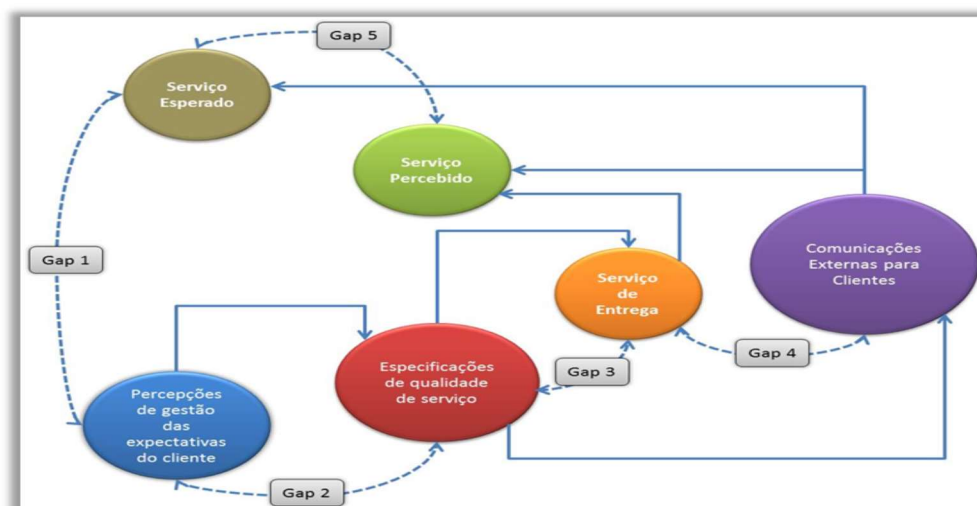 Gap 5
Serviço
Esperado
Serviço
Percebido
Gap 1
Comunicações
Externas para
Clientes
Serviço
de
Entrega
Gap 4
Gap 3
Especificações
de qualidade
de serviço
Percepções
de gestão
das
expectativas
do cliente
Gap 2